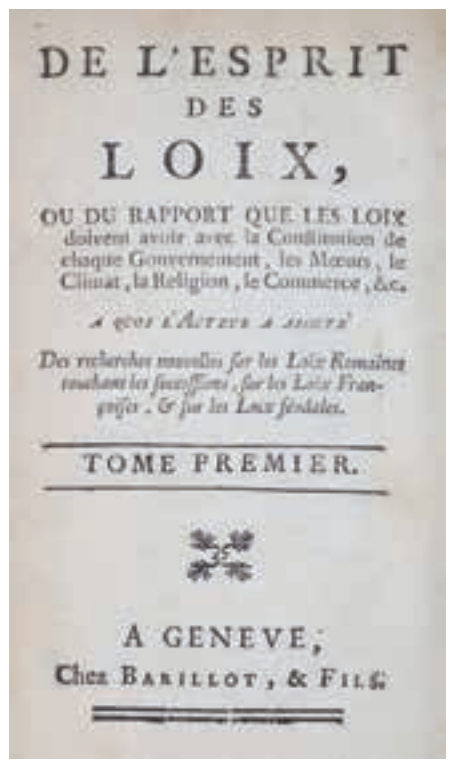 DE L'ESPRIT
DES
LOIX,
OU DU RAPPORT QUE LES LOIX
doivent avoir avec la Constitution de
chaque Gouvernement, les Mœurs, le
Climat, la Religion, le Commerce, &c.
A QUOI L'AUTEUR A AJOUTÉ
Des recherches nouvelles sur les Loix Romaines
touchant les successions, sur les Loix Fran-
çoises, & sur les Loix féodales.
TOME PREMIER.
A GENEVE,
Chez BARILLOT, & FILS.